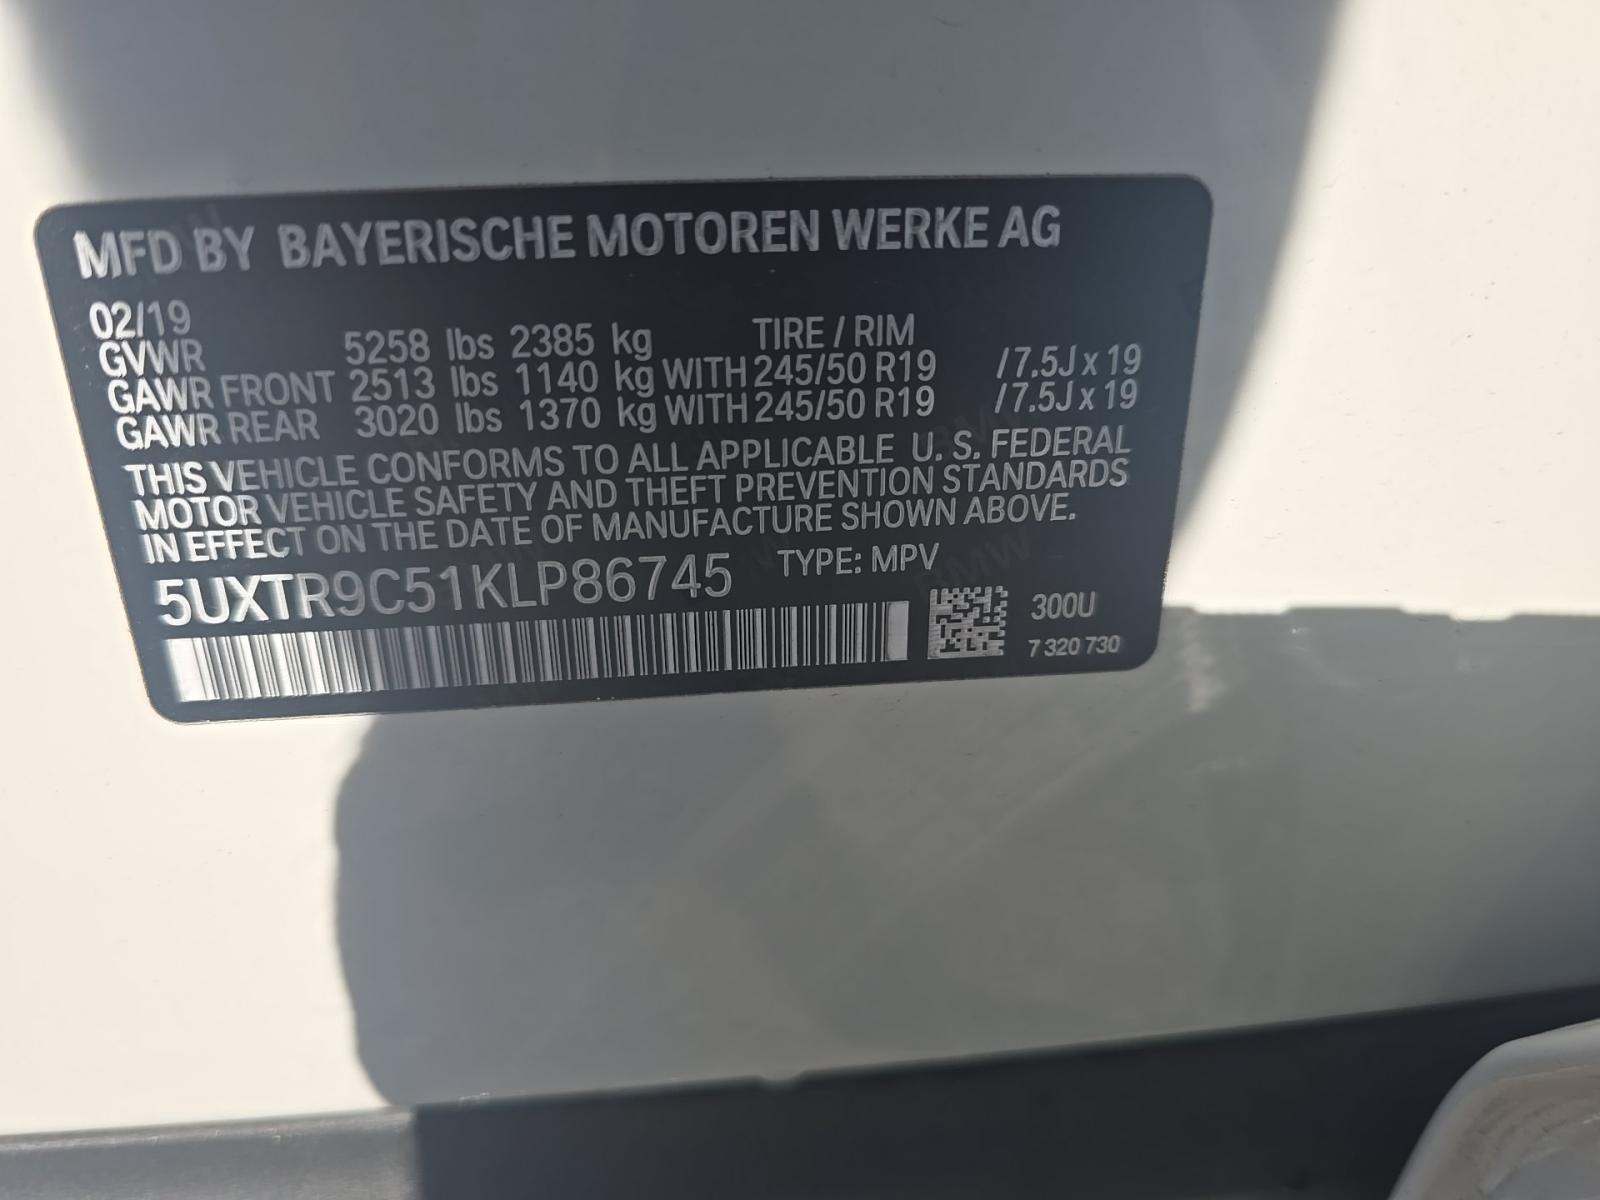 MFD BY BAYERISCHE MOTOREN WERKE AG
02/19
GVWR 5258 lbs 2385 kg TIRE / RIM
GAWR FRONT 2513 lbs 1140 kg WITH 245/50 R19 /7.5J x 19
GAWR REAR 3020 lbs 1370 kg WITH 245/50 R19 /7.5J x 19
THIS VEHICLE CONFORMS TO ALL APPLICABLE U. S. FEDERAL
MOTOR VEHICLE SAFETY AND THEFT PREVENTION STANDARDS
IN EFFECT ON THE DATE OF MANUFACTURE SHOWN ABOVE.
5UXTR9C51KLP86745 TYPE: MPV
300U
7 320 730